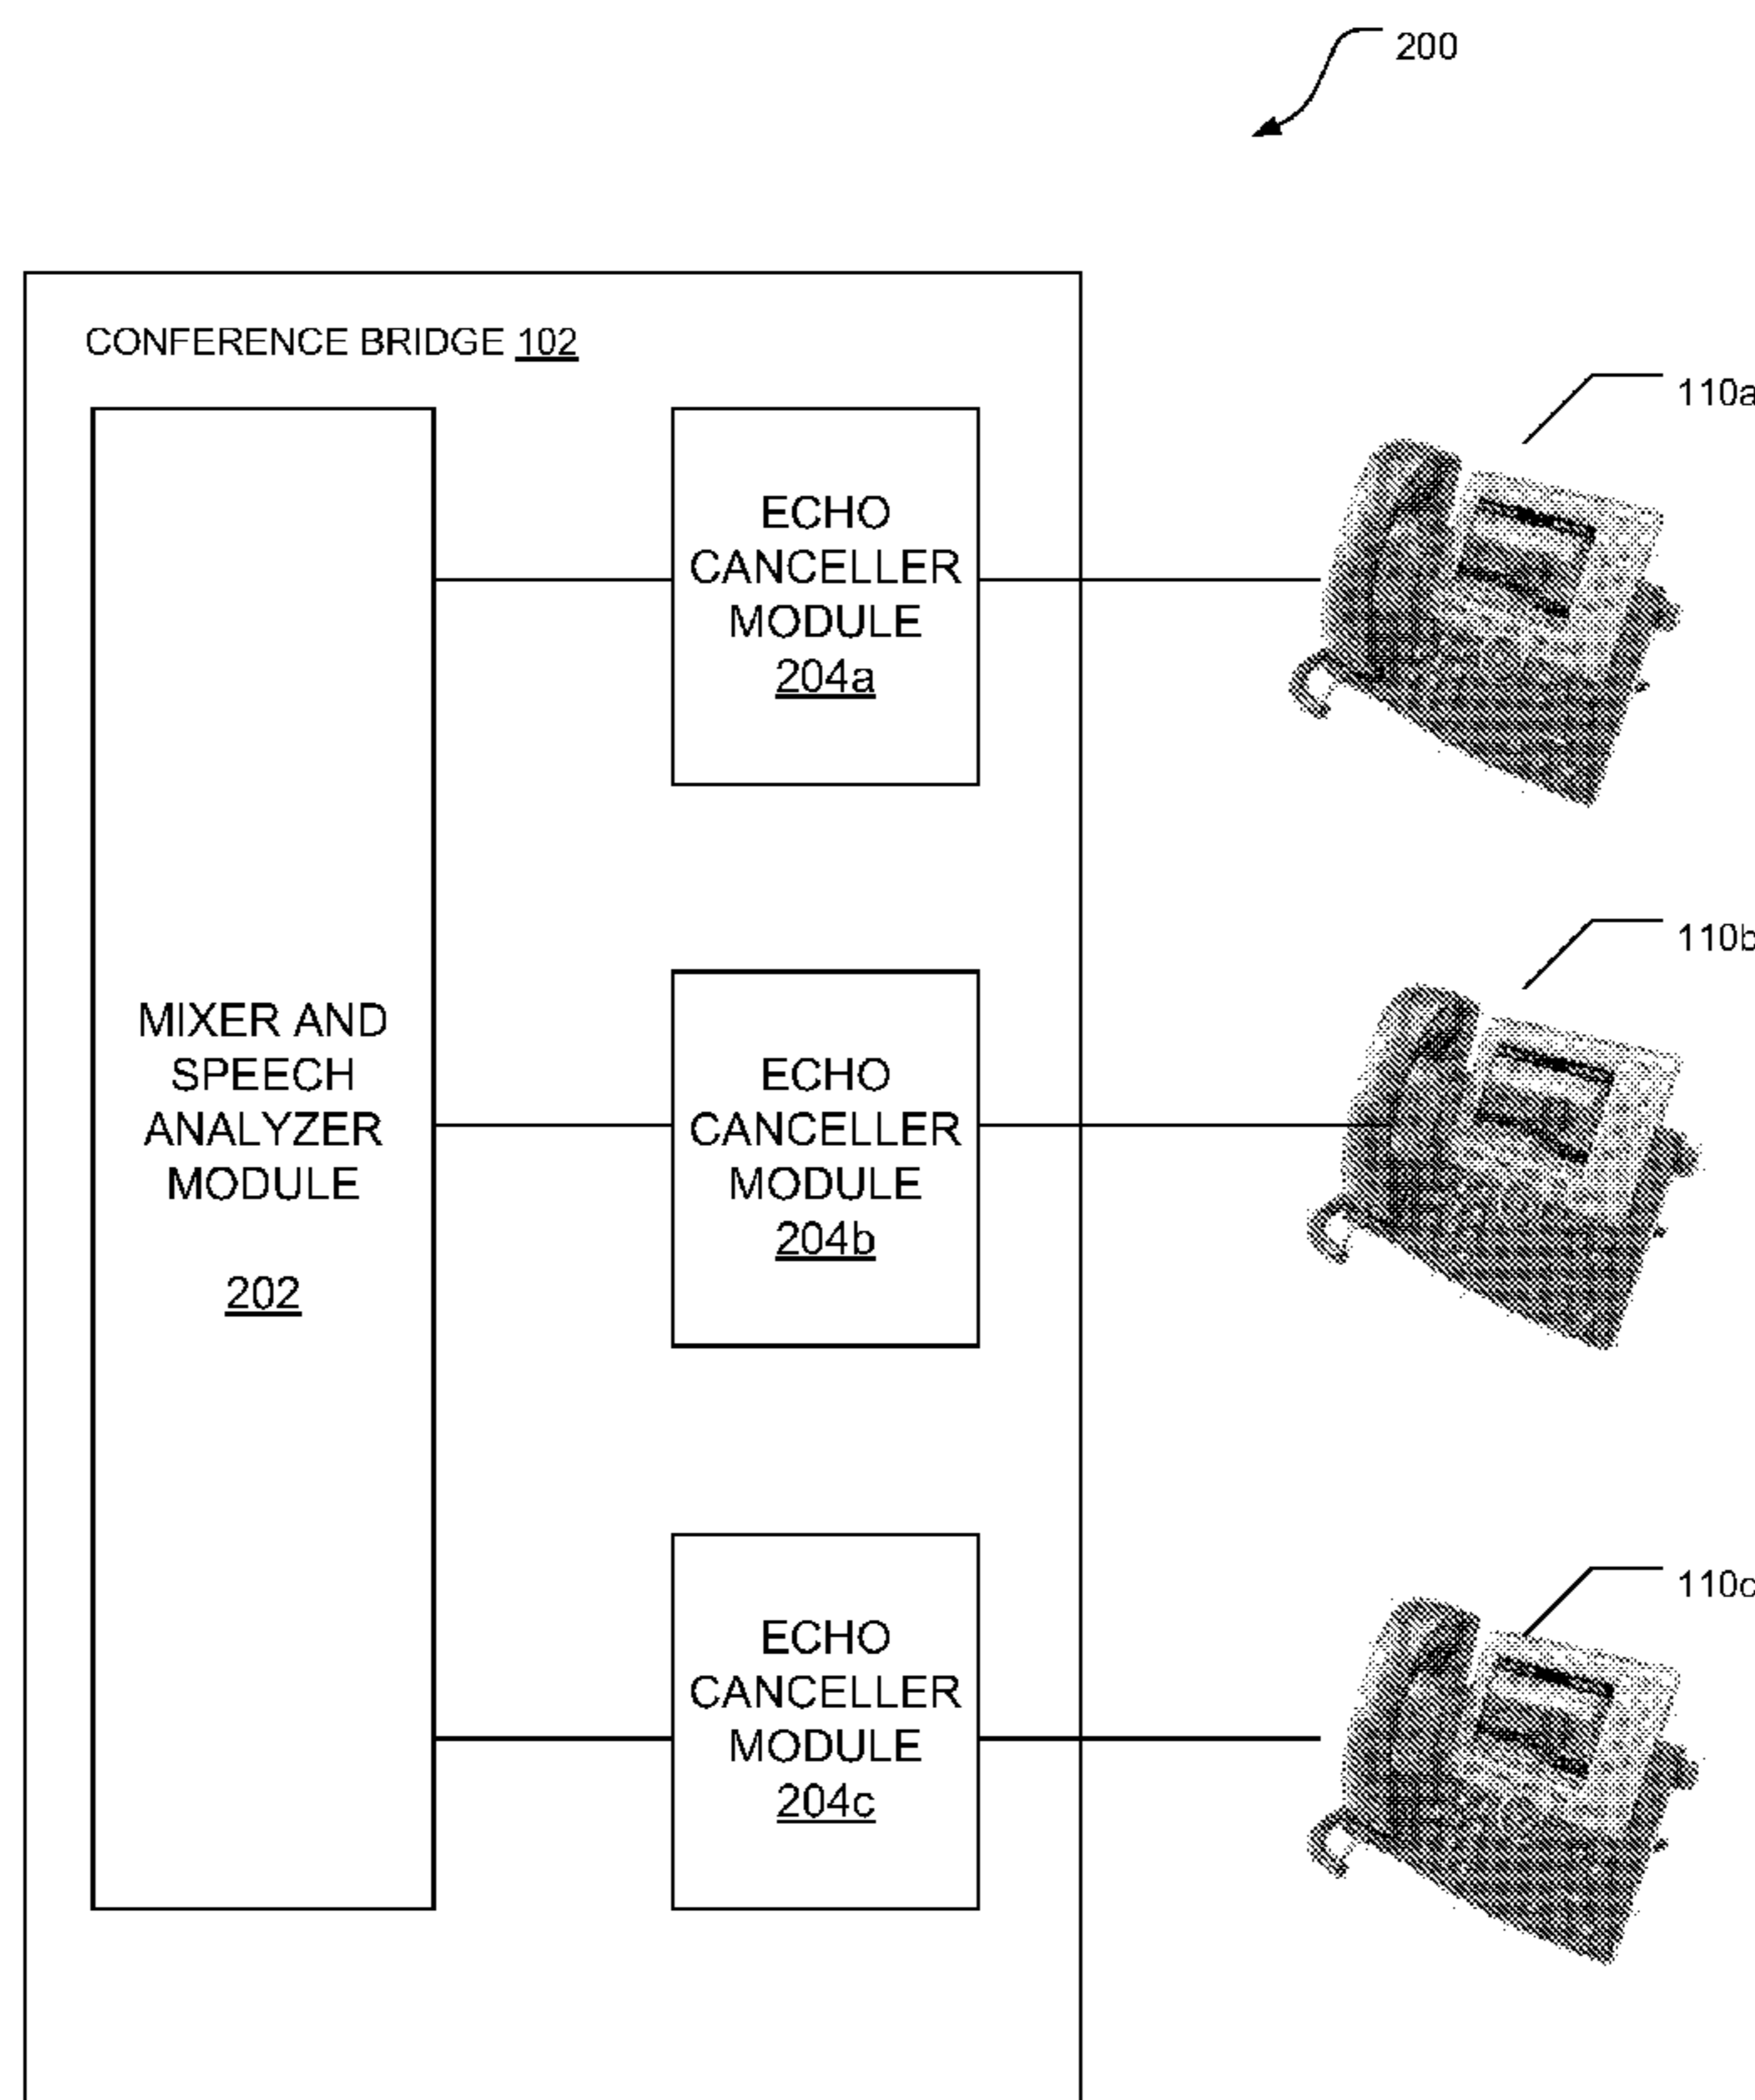 200
CONFERENCE BRIDGE 102
110a
ECHO
CANCELLER
MODULE
204a
110b
MIXER AND
SPEECH
ANALYZER
MODULE
202
ECHO
CANCELLER
MODULE
204b
110c
ECHO
CANCELLER
MODULE
204c